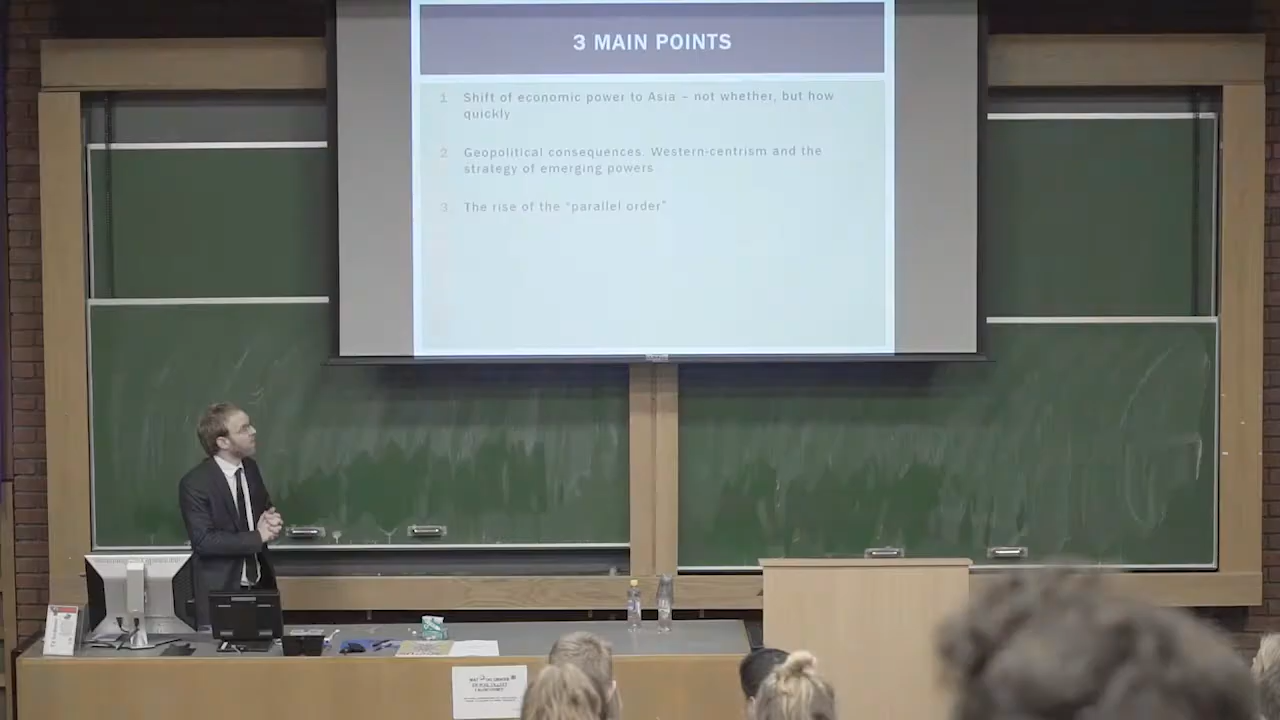 3 MAIN POINTS
1 Shift of economic power to Asia – not whether, but how
quickly
2 Geopolitical consequences. Western-centrism and the
strategy of emerging powers
3 The rise of the "parallel order"